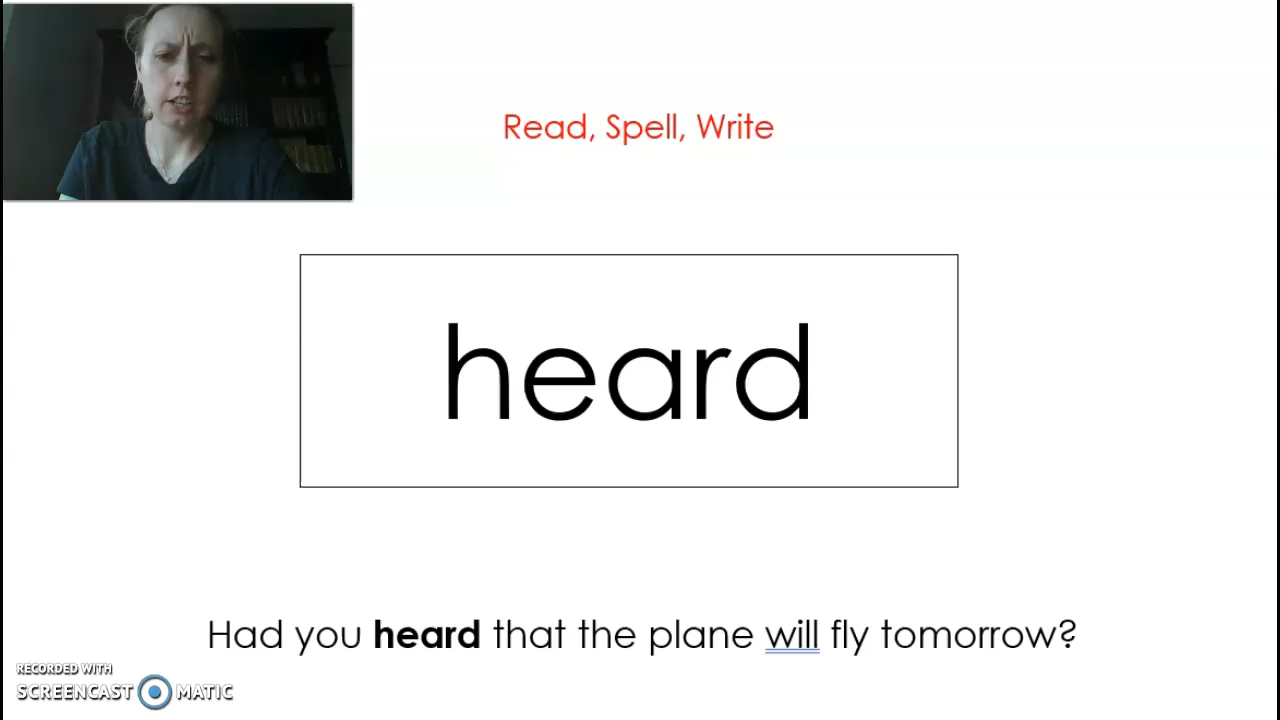 Read, Spell, Write
heard
Had you heard that the plane will fly tomorrow?
RECORDED WITH
SCREENCAST MATIC